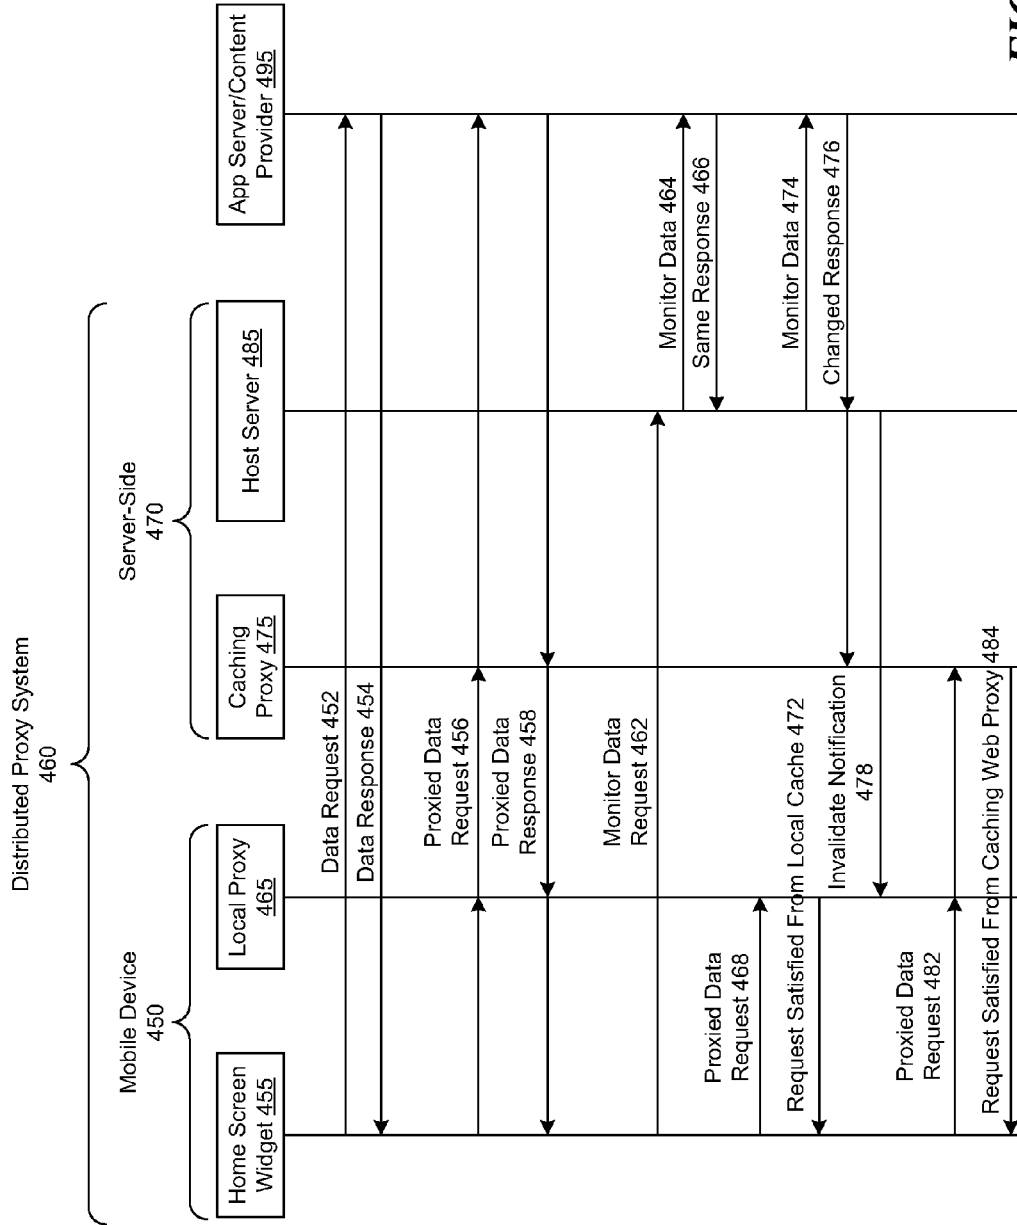 Distributed Proxy System
460
Mobile Device
450
Server-Side
470
Home Screen
Widget 455
Local Proxy
465
Caching
Proxy 475
Host Server 485
App Server/Content
Provider 495
Data Request 452
Data Response 454
Proxied Data
Request 456
Proxied Data
Response 458
Monitor Data
Request 462
Monitor Data 464
Same Response 466
Proxied Data
Request 468
Request Satisfied From Local Cache 472
Monitor Data 474
Changed Response 476
Invalidate Notification
478
Proxied Data
Request 482
Request Satisfied From Caching Web Proxy 484